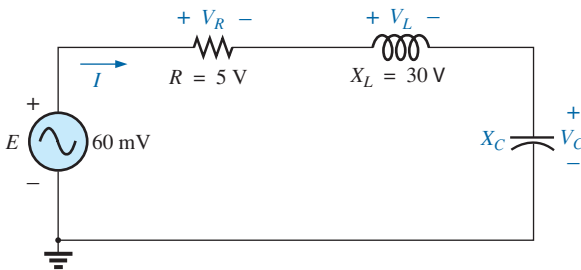 + V_R −
+ V_L −
I
R = 5 V
X_L = 30 V
+
E
60 mV
−
X_C
+
V_C
−